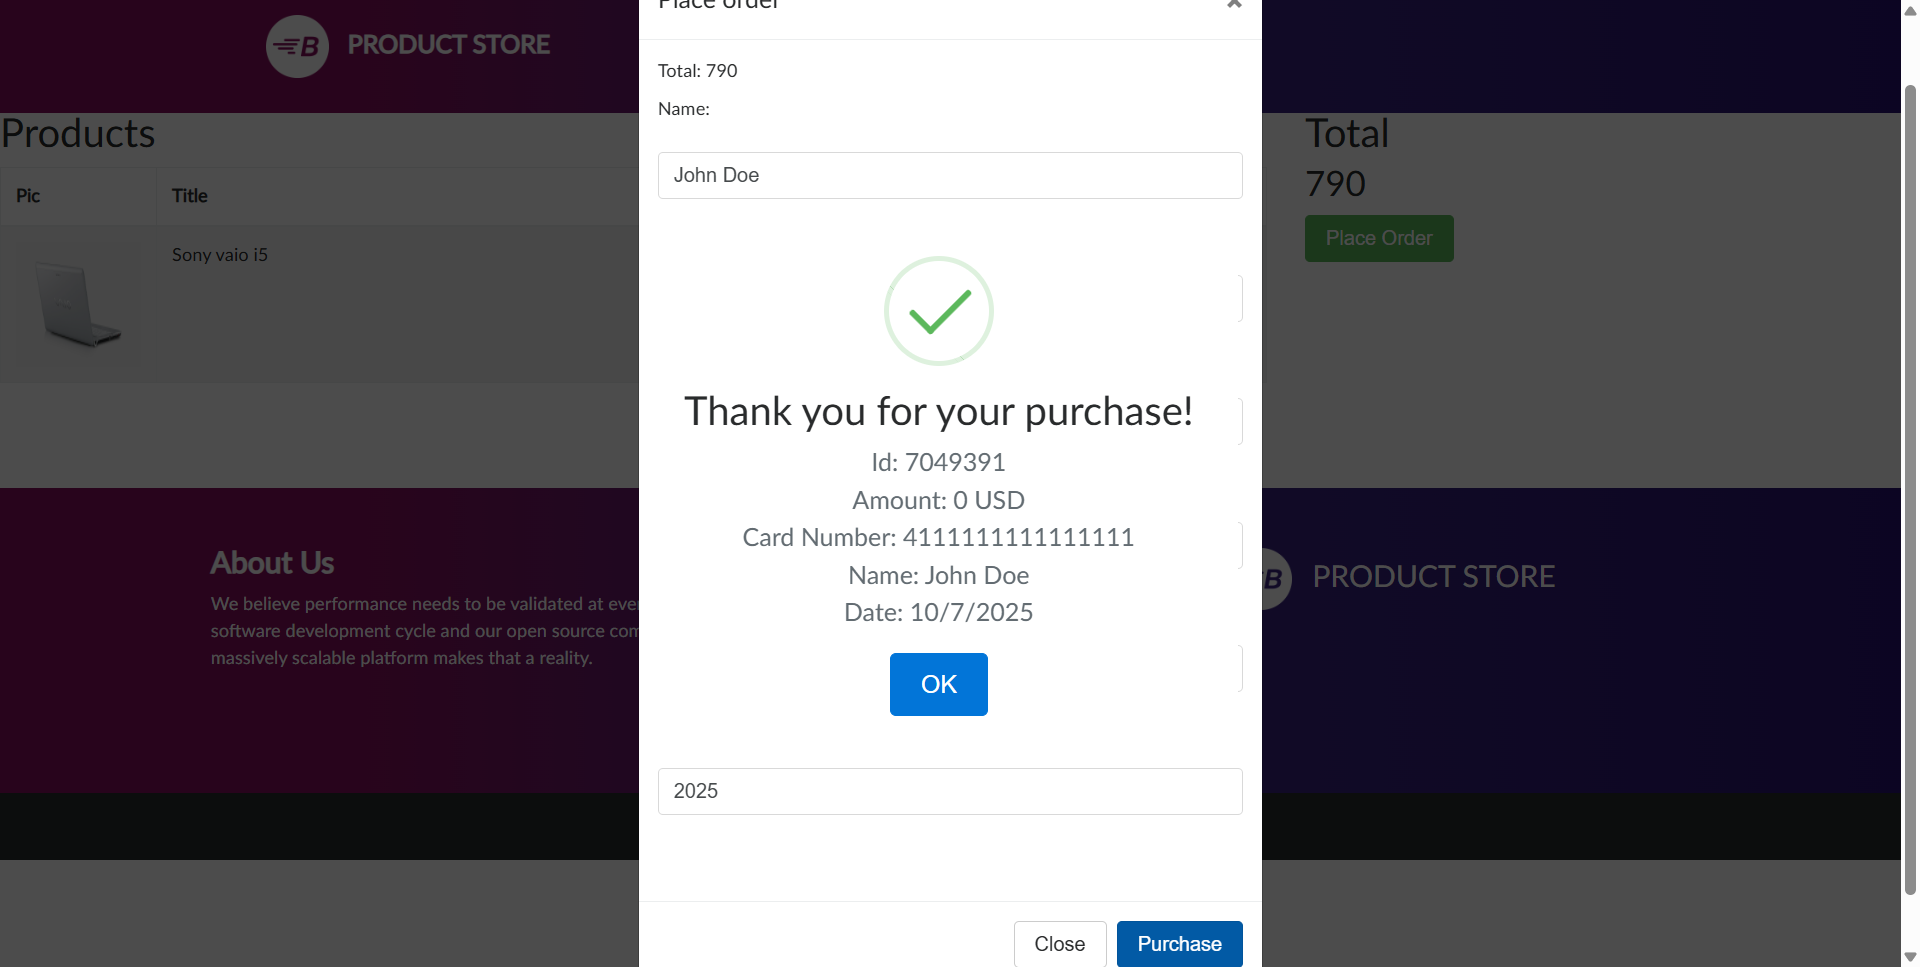 Place order
B PRODUCT STORE
Total: 790
Name:
John Doe
Products
Pic Title
Sony vaio i5
Total
790
Place Order
Thank you for your purchase!
Id: 7049391
Amount: 0 USD
Card Number: 4111111111111111
Name: John Doe
Date: 10/7/2025
OK
About Us
We believe performance needs to be validated at eve
software development cycle and our open source com
massively scalable platform makes that a reality.
B PRODUCT STORE
2025
Close Purchase